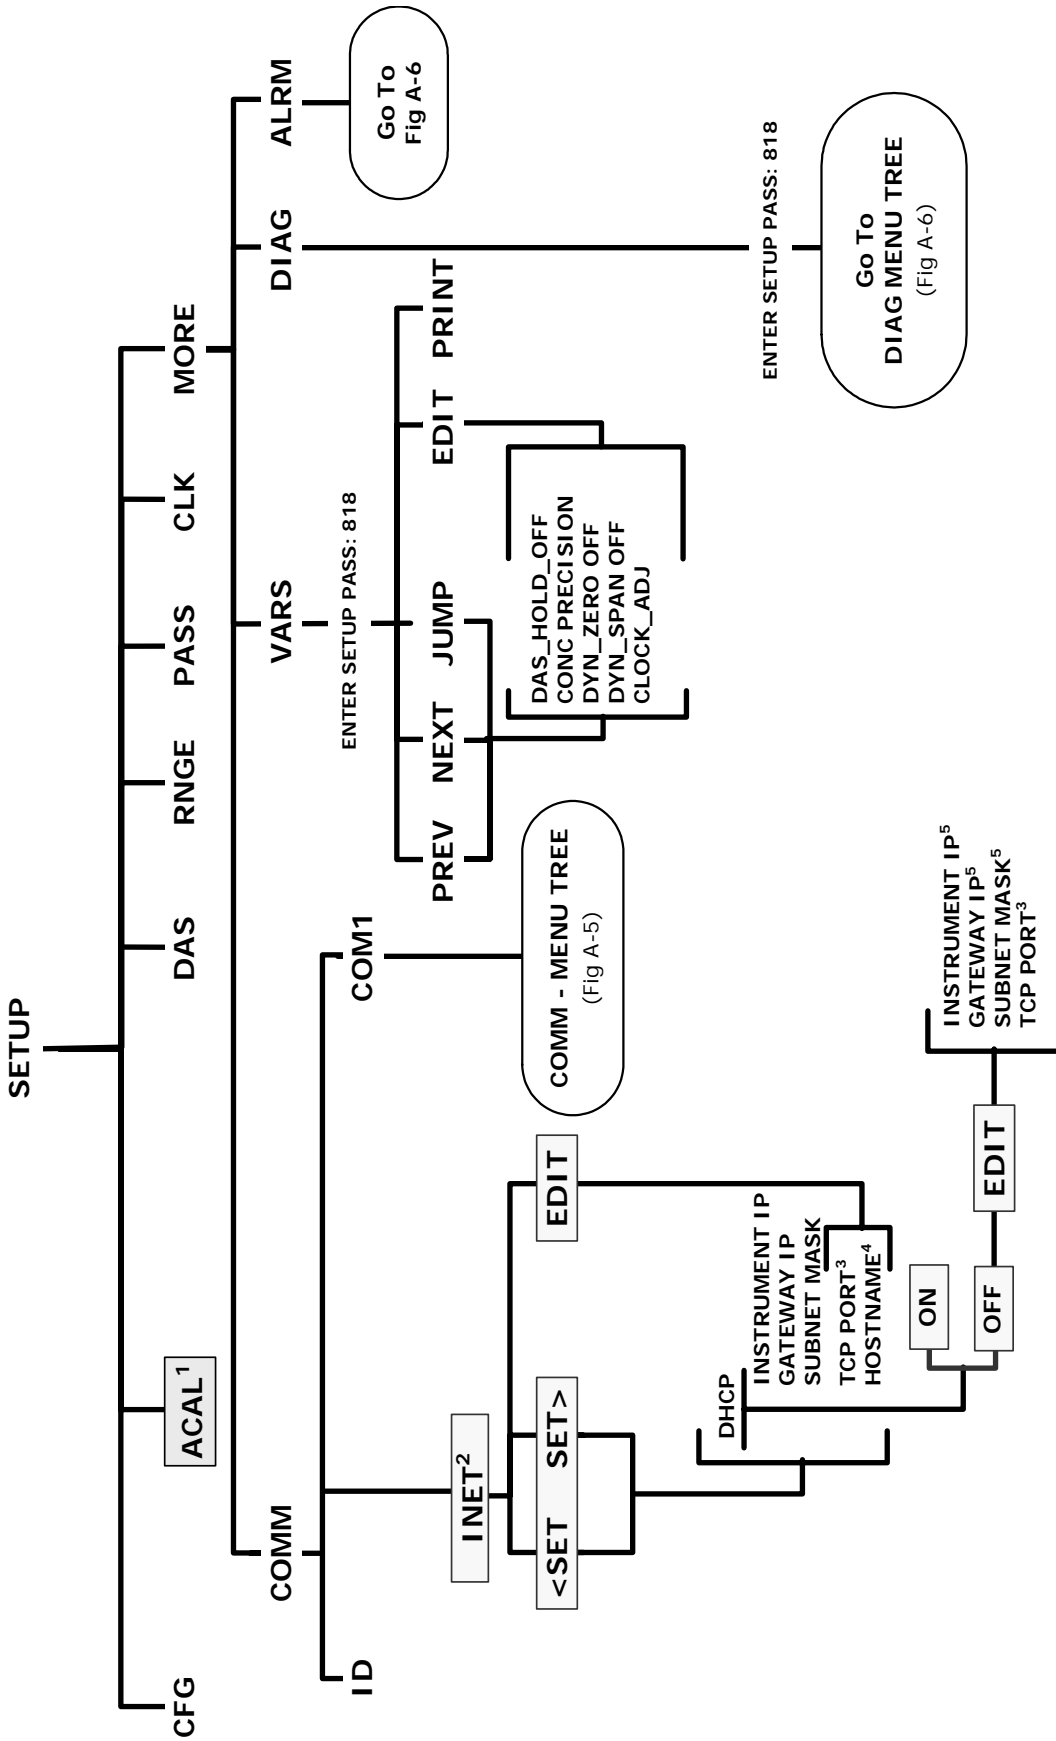 SETUP
CFG
ACAL¹
DAS
RNGE
PASS
CLK
MORE
COMM
VARS
DIAG
ALRM
ID
INET²
COM1
ENTER SETUP PASS: 818
Go To
Fig A-6
PREV
NEXT
JUMP
EDIT
PRINT
<SET
SET>
EDIT
COMM - MENU TREE
(Fig A-5)
DAS_HOLD_OFF
CONC PRECISION
DYN_ZERO OFF
DYN_SPAN OFF
CLOCK_ADJ
ENTER SETUP PASS: 818
Go To
DIAG MENU TREE
(Fig A-6)
DHCP
INSTRUMENT IP
GATEWAY IP
SUBNET MASK
TCP PORT³
HOSTNAME⁴
ON
OFF
EDIT
INSTRUMENT IP⁵
GATEWAY IP⁵
SUBNET MASK⁵
TCP PORT³